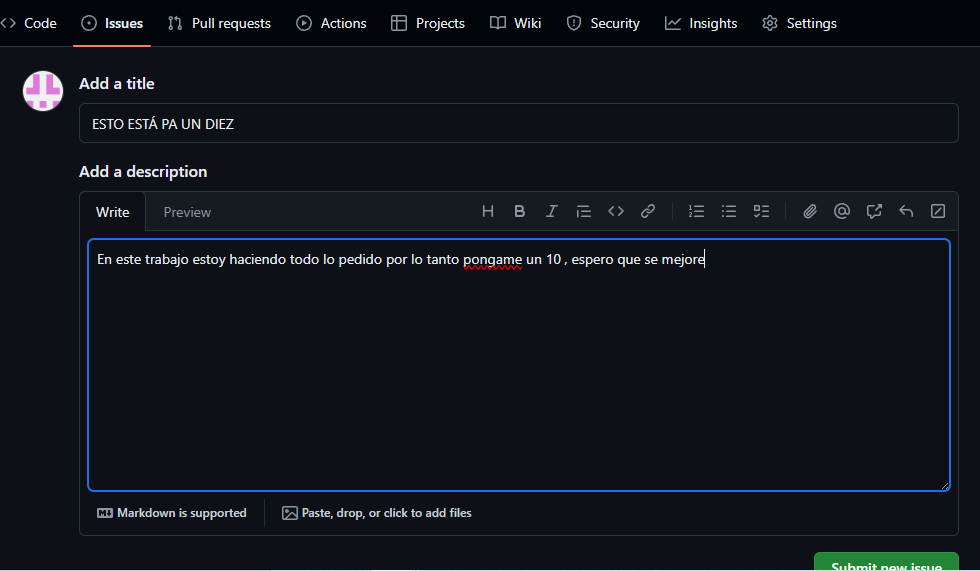 Code Issues Pull requests Actions Projects Wiki Security Insights Settings
Add a title
ESTO ESTÁ PA UN DIEZ
Add a description
Write Preview
En este trabajo estoy haciendo todo lo pedido por lo tanto pongame un 10 , espero que se mejore
Markdown is supported Paste, drop, or click to add files
Submit new issue